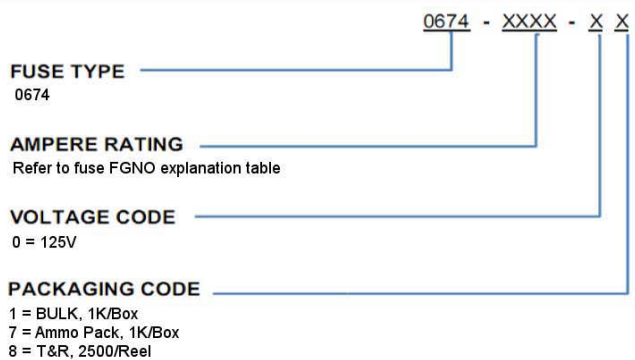 0674 - XXXX - X X
FUSE TYPE
0674
AMPERE RATING
Refer to fuse FGNO explanation table
VOLTAGE CODE
0 = 125V
PACKAGING CODE
1 = BULK, 1K/Box
7 = Ammo Pack, 1K/Box
8 = T&R, 2500/Reel